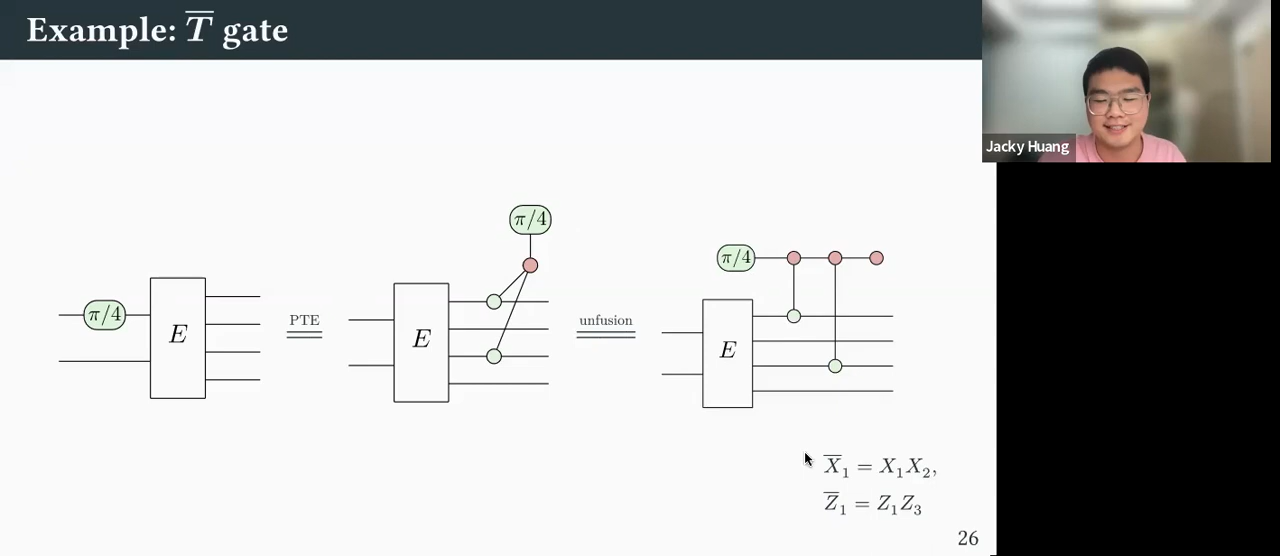 Example: T̅ gate
Jacky Huang
π/4
π/4
π/4
E
PTE
E
unfusion
E
X̅₁ = X₁X₂,
Z̅₁ = Z₁Z₃
26